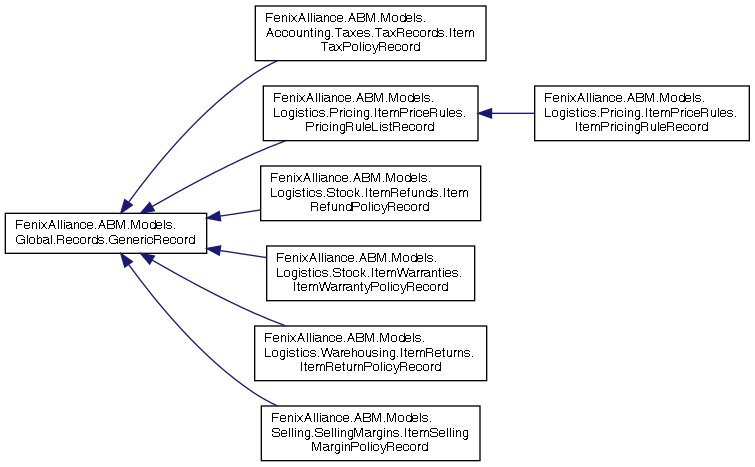 FenixAlliance.ABM.Models.
Accounting.Taxes.TaxRecords.Item
TaxPolicyRecord
FenixAlliance.ABM.Models.
Logistics.Pricing.ItemPriceRules.
PricingRuleListRecord
FenixAlliance.ABM.Models.
Logistics.Pricing.ItemPriceRules.
ItemPricingRuleRecord
FenixAlliance.ABM.Models.
Logistics.Stock.ItemRefunds.Item
RefundPolicyRecord
FenixAlliance.ABM.Models.
Global.Records.GenericRecord
FenixAlliance.ABM.Models.
Logistics.Stock.ItemWarranties.
ItemWarrantyPolicyRecord
FenixAlliance.ABM.Models.
Logistics.Warehousing.ItemReturns.
ItemReturnPolicyRecord
FenixAlliance.ABM.Models.
Selling.SellingMargins.ItemSelling
MarginPolicyRecord